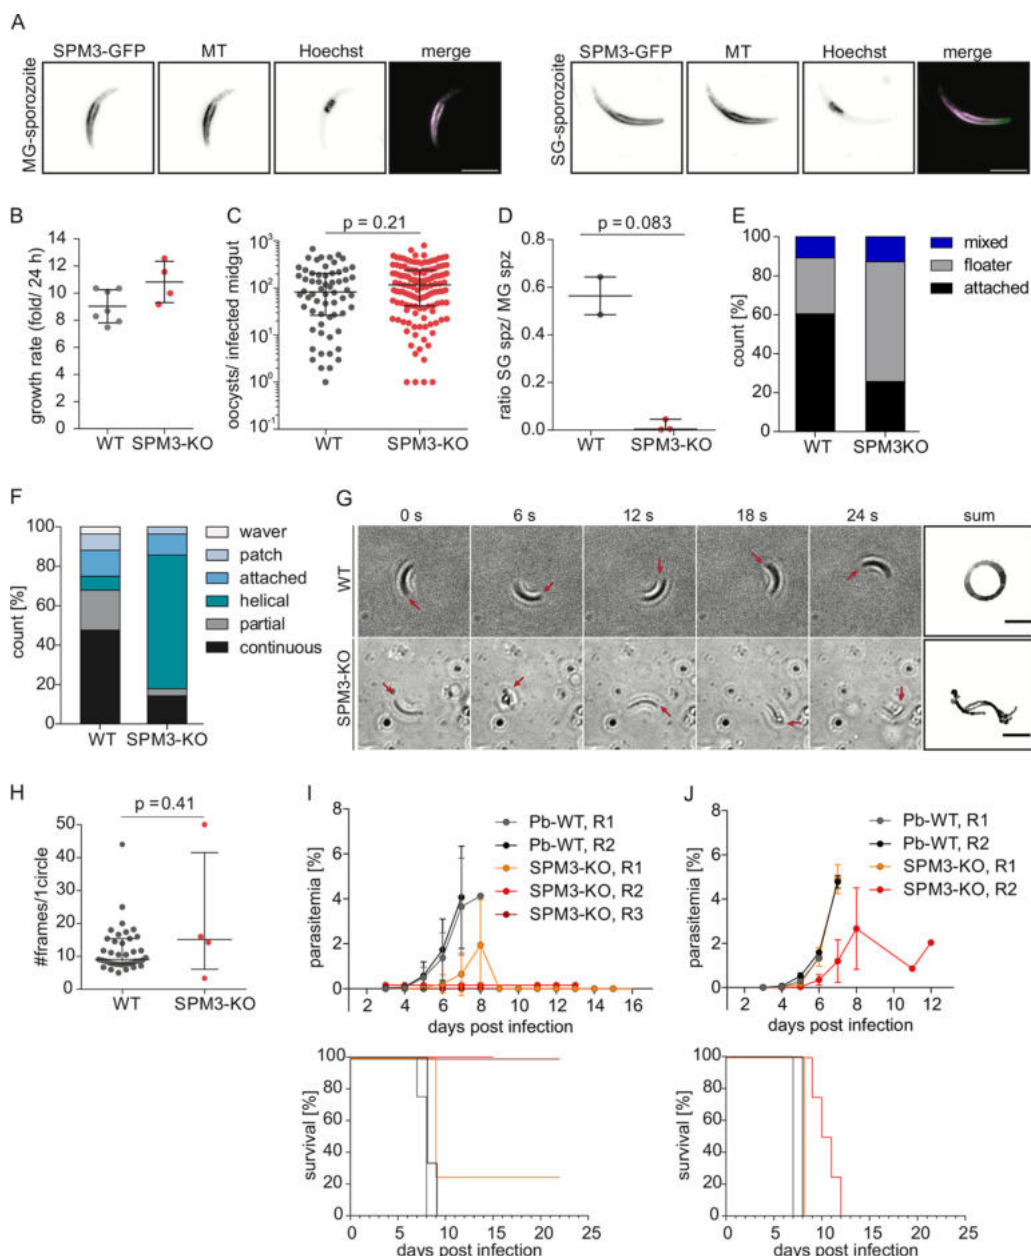 A
SPM3-GFP MT Hoechst merge
MG-sporozoite
SPM3-GFP MT Hoechst merge
SG-sporozoite
B
growth rate (fold/ 24 h)
14
12
10
8
6
4
2
0
WT SPM3-KO
C
p = 0.21
oocysts/ infected midgut
10³
10²
10¹
10⁰
10⁻¹
WT SPM3-KO
D
p = 0.083
ratio SG spz/ MG spz
0.8
0.6
0.4
0.2
0.0
WT SPM3-KO
E
count [%]
100
80
60
40
20
0
WT SPM3KO
mixed
floater
attached
F
count [%]
100
80
60
40
20
0
WT SPM3-KO
waver
patch
attached
helical
partial
continuous
G
0 s 6 s 12 s 18 s 24 s sum
WT
SPM3-KO
H
p = 0.41
#frames/1circle
50
40
30
20
10
0
WT SPM3-KO
I
parasitemia [%]
8
6
4
2
0
2 4 6 8 10 12 14 16
days post infection
Pb-WT, R1
Pb-WT, R2
SPM3-KO, R1
SPM3-KO, R2
SPM3-KO, R3
survival [%]
100
80
60
40
20
0
0 5 10 15 20 25
days post infection
J
parasitemia [%]
8
6
4
2
0
2 4 6 8 10 12
days post infection
Pb-WT, R1
Pb-WT, R2
SPM3-KO, R1
SPM3-KO, R2
survival [%]
100
80
60
40
20
0
0 5 10 15 20 25
days post infection